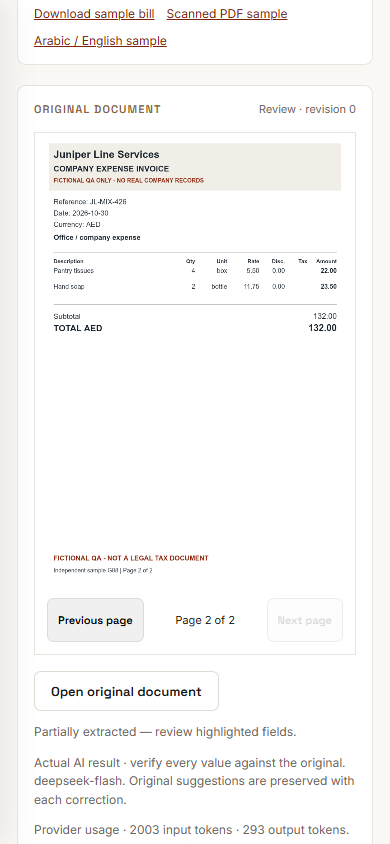 Download sample bill Scanned PDF sample
Arabic / English sample
ORIGINAL DOCUMENT Review · revision 0
Juniper Line Services
COMPANY EXPENSE INVOICE
FICTIONAL QA ONLY - NO REAL COMPANY RECORDS
Reference: JL-MIX-426
Date: 2026-10-30
Currency: AED
Office / company expense
Description Qty Unit Rate Disc. Tax Amount
Pantry tissues 4 box 5.50 0.00 22.00
Hand soap 2 bottle 11.75 0.00 23.50
Subtotal 132.00
TOTAL AED 132.00
FICTIONAL QA - NOT A LEGAL TAX DOCUMENT
Independent sample G08 | Page 2 of 2
Previous page Page 2 of 2 Next page
Open original document
Partially extracted — review highlighted fields.
Actual AI result · verify every value against the original.
deepseek-flash. Original suggestions are preserved with
each correction.
Provider usage · 2003 input tokens · 293 output tokens.